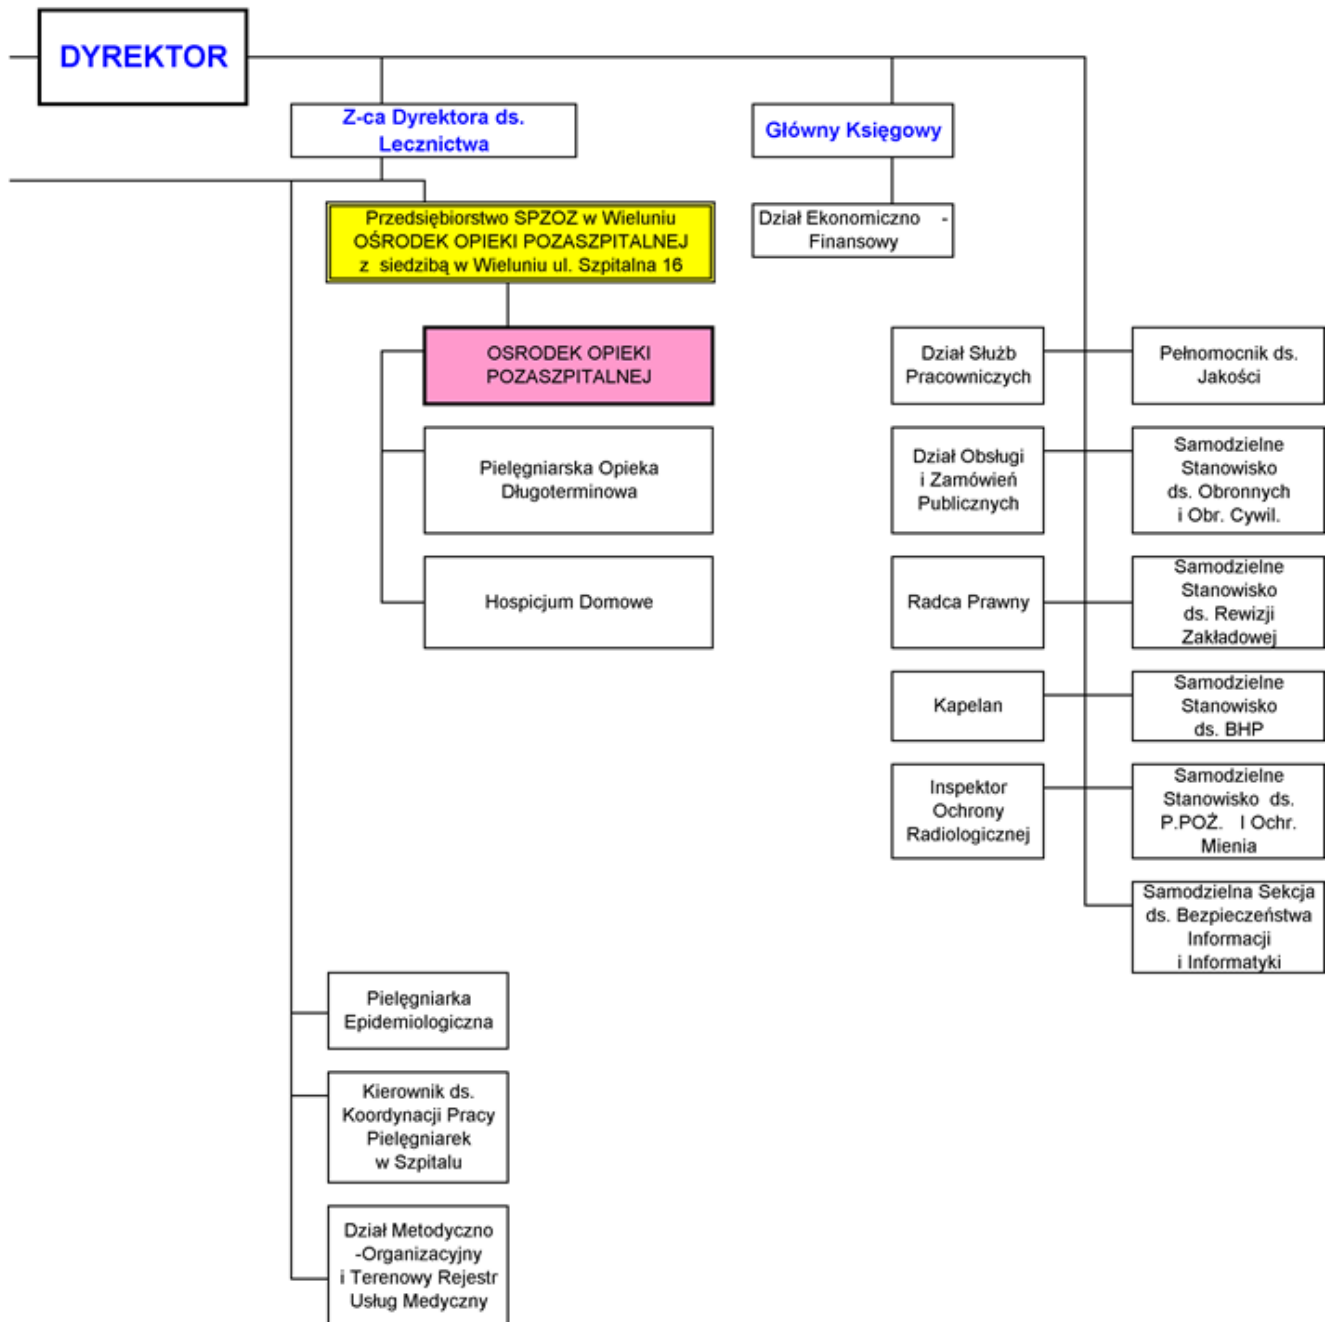 DYREKTOR
Z-ca Dyrektora ds.
Lecznictwa
Główny Księgowy
Przedsiębiorstwo SPZOZ w Wieluniu
OŚRODEK OPIEKI POZASZPITALNEJ
z siedzibą w Wieluniu ul. Szpitalna 16
Dział Ekonomiczno -
Finansowy
OSRODEK OPIEKI
POZASZPITALNEJ
Dział Służb
Pracowniczych
Pełnomocnik ds.
Jakości
Pielęgniarska Opieka
Długoterminowa
Dział Obsługi
i Zamówień
Publicznych
Samodzielne
Stanowisko
ds. Obronnych
i Obr. Cywil.
Hospicjum Domowe
Radca Prawny
Samodzielne
Stanowisko
ds. Rewizji
Zakładowej
Kapelan
Samodzielne
Stanowisko
ds. BHP
Inspektor
Ochrony
Radiologicznej
Samodzielne
Stanowisko ds.
P.POŻ. I Ochr.
Mienia
Samodzielna Sekcja
ds. Bezpieczeństwa
Informacji
i Informatyki
Pielęgniarka
Epidemiologiczna
Kierownik ds.
Koordynacji Pracy
Pielęgniarek
w Szpitalu
Dział Metodyczno
-Organizacyjny
i Terenowy Rejestr
Usług Medyczny